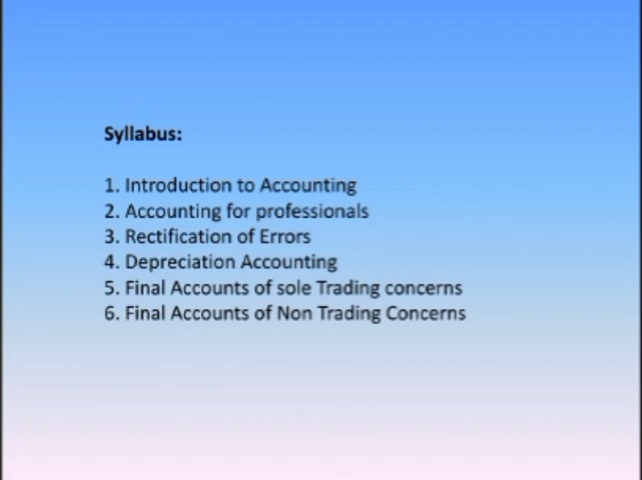 Syllabus:
1. Introduction to Accounting
2. Accounting for professionals
3. Rectification of Errors
4. Depreciation Accounting
5. Final Accounts of sole Trading concerns
6. Final Accounts of Non Trading Concerns